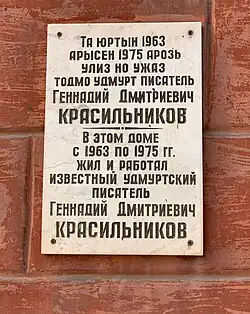 Та юртын 1963
арысен 1975 арозь
улиз но ужаз
тодмо удмурт писатель
Геннадий Дмитриевич
КРАСИЛЬНИКОВ
В этом доме
с 1963 по 1975 гг.
жил и работал
известный удмуртский
писатель
Геннадий Дмитриевич
КРАСИЛЬНИКОВ